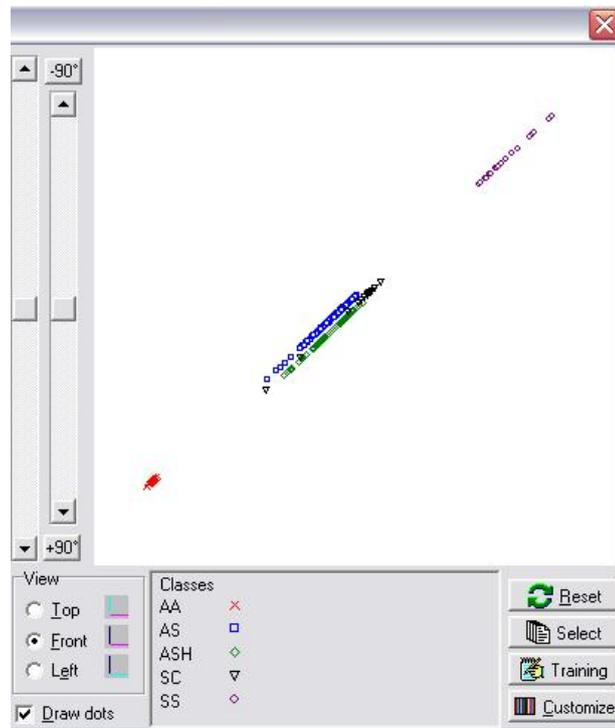 -90°
+90°
View
Top
Front
Left
Draw dots
Classes
AA
AS
ASH
SC
SS
Reset
Select
Training
Customize